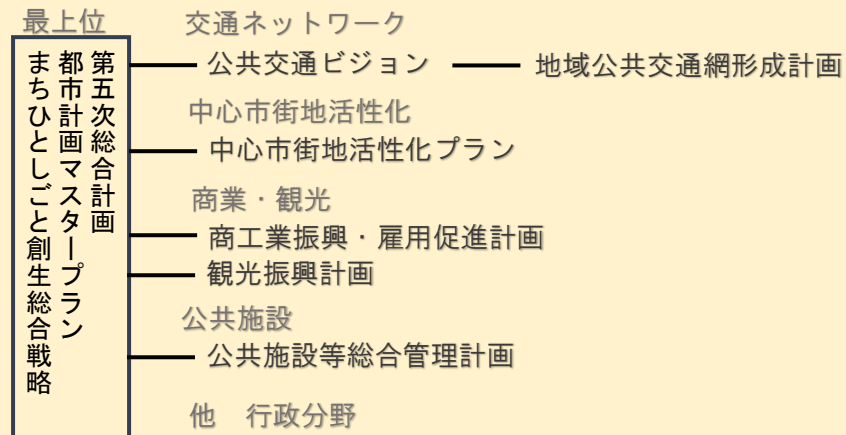 最上位
第五次総合計画
都市計画マスタープラン
まちひとしごと創生総合戦略
交通ネットワーク
公共交通ビジョン
地域公共交通網形成計画
中心市街地活性化
中心市街地活性化プラン
商業・観光
商工業振興・雇用促進計画
観光振興計画
公共施設
公共施設等総合管理計画
他　行政分野